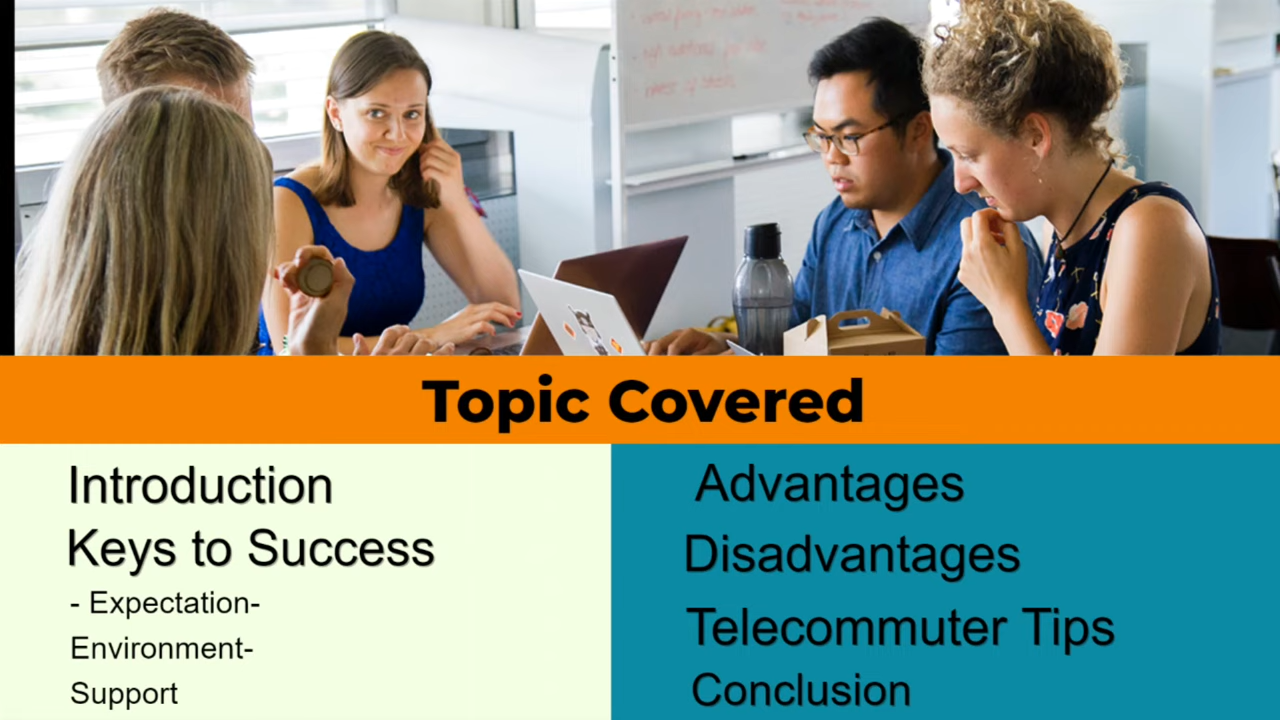 Topic Covered
Introduction
Keys to Success
- Expectation-
Environment-
Support
Advantages
Disadvantages
Telecommuter Tips
Conclusion